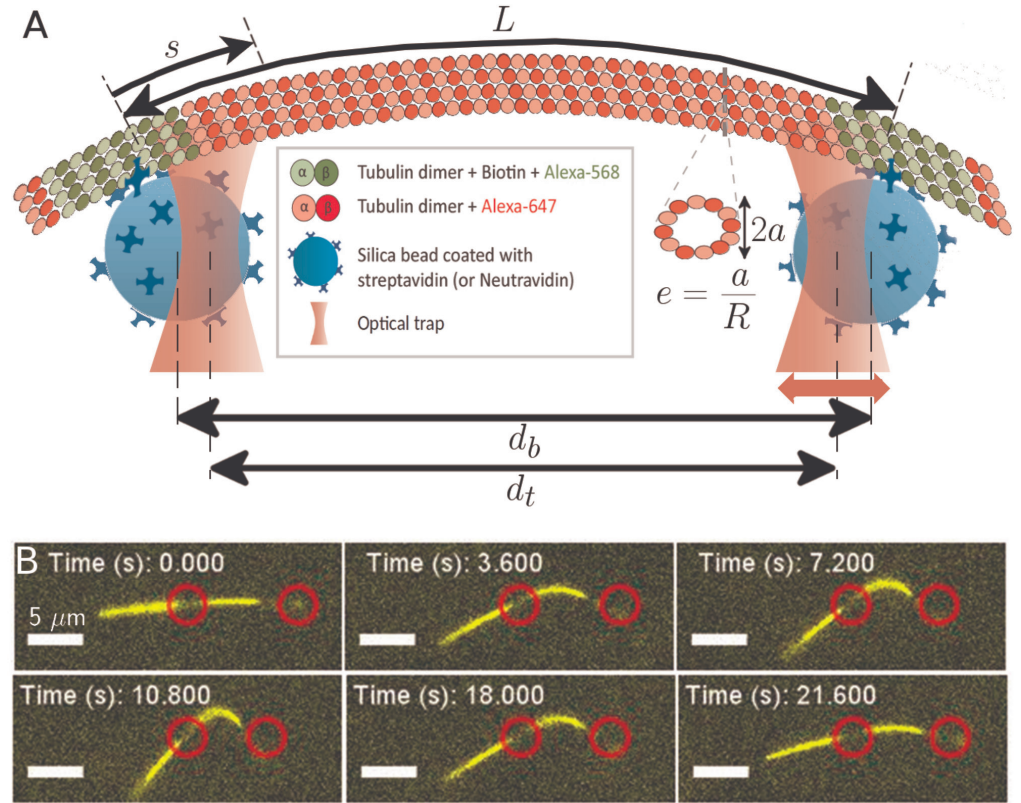 A
s
L
α β Tubulin dimer + Biotin + Alexa-568
α β Tubulin dimer + Alexa-647
Silica bead coated with
streptavidin (or Neutravidin)
Optical trap
2a
e = a/R
d_b
d_t
B
Time (s): 0.000
Time (s): 3.600
Time (s): 7.200
5 μm
Time (s): 10.800
Time (s): 18.000
Time (s): 21.600